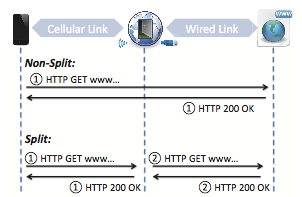 Cellular Link
Wired Link
www
Non-Split:
① HTTP GET www...
① HTTP 200 OK
Split:
① HTTP GET www...
② HTTP GET www...
① HTTP 200 OK
② HTTP 200 OK